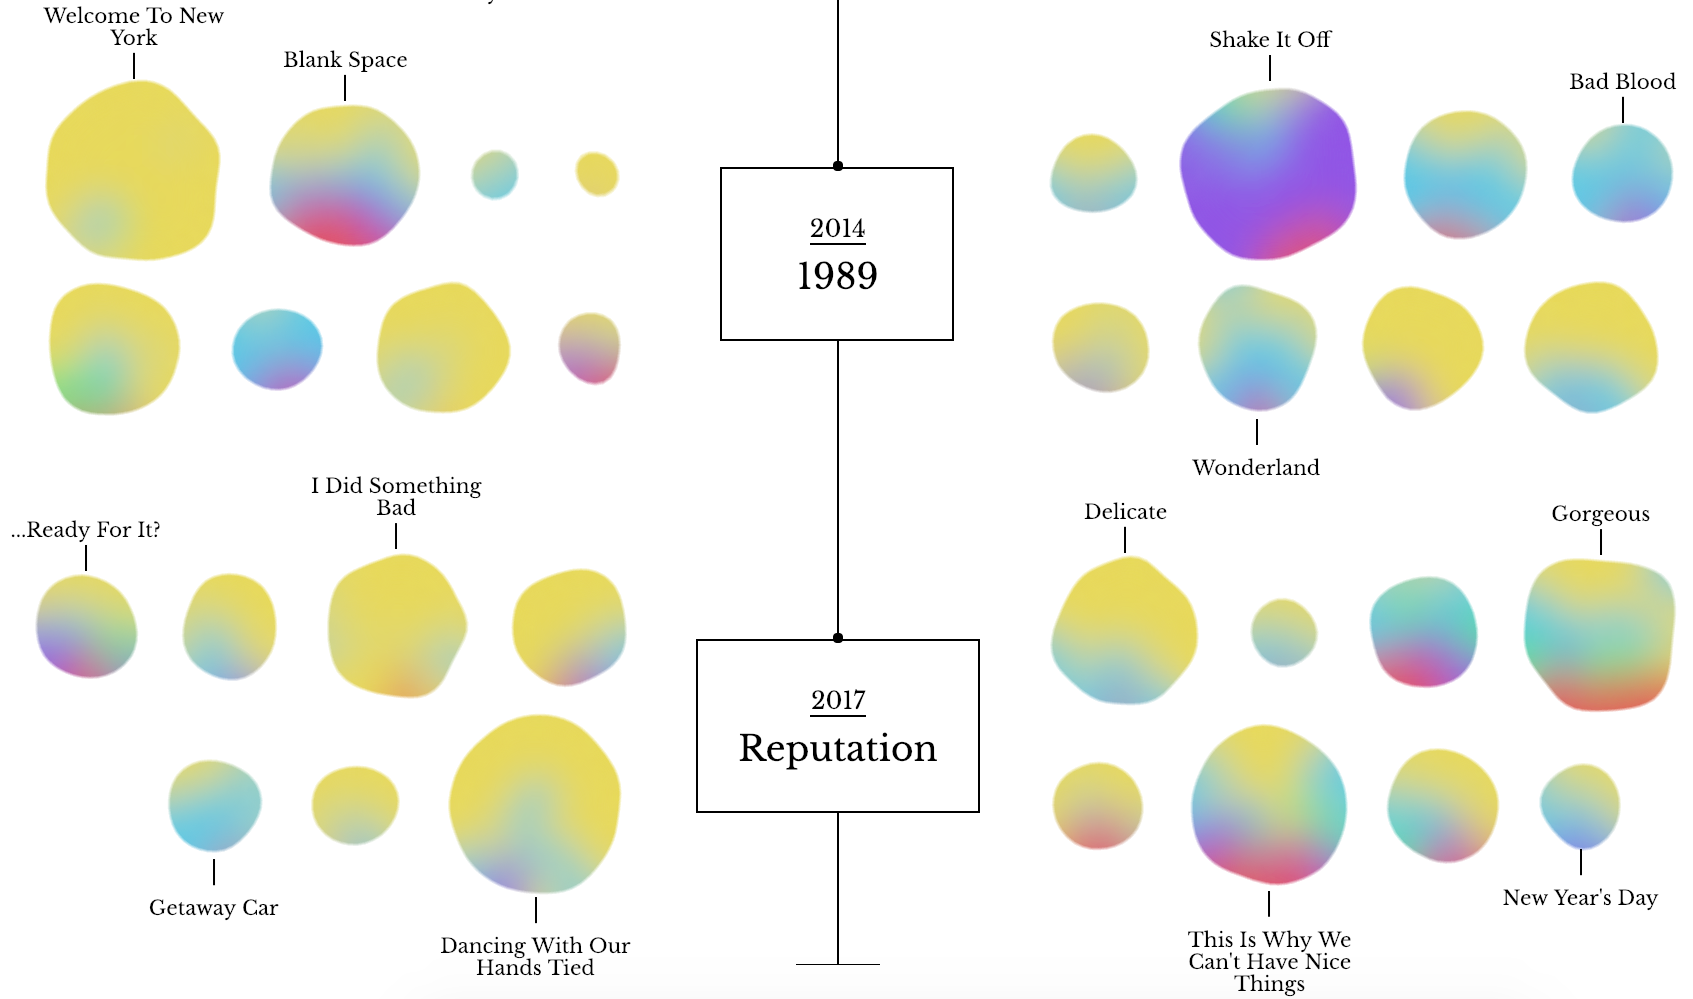 Welcome To New
York
Blank Space
Shake It Off
Bad Blood
2014
1989
Wonderland
...Ready For It?
I Did Something
Bad
Delicate
Gorgeous
2017
Reputation
Getaway Car
Dancing With Our
Hands Tied
New Year's Day
This Is Why We
Can't Have Nice
Things